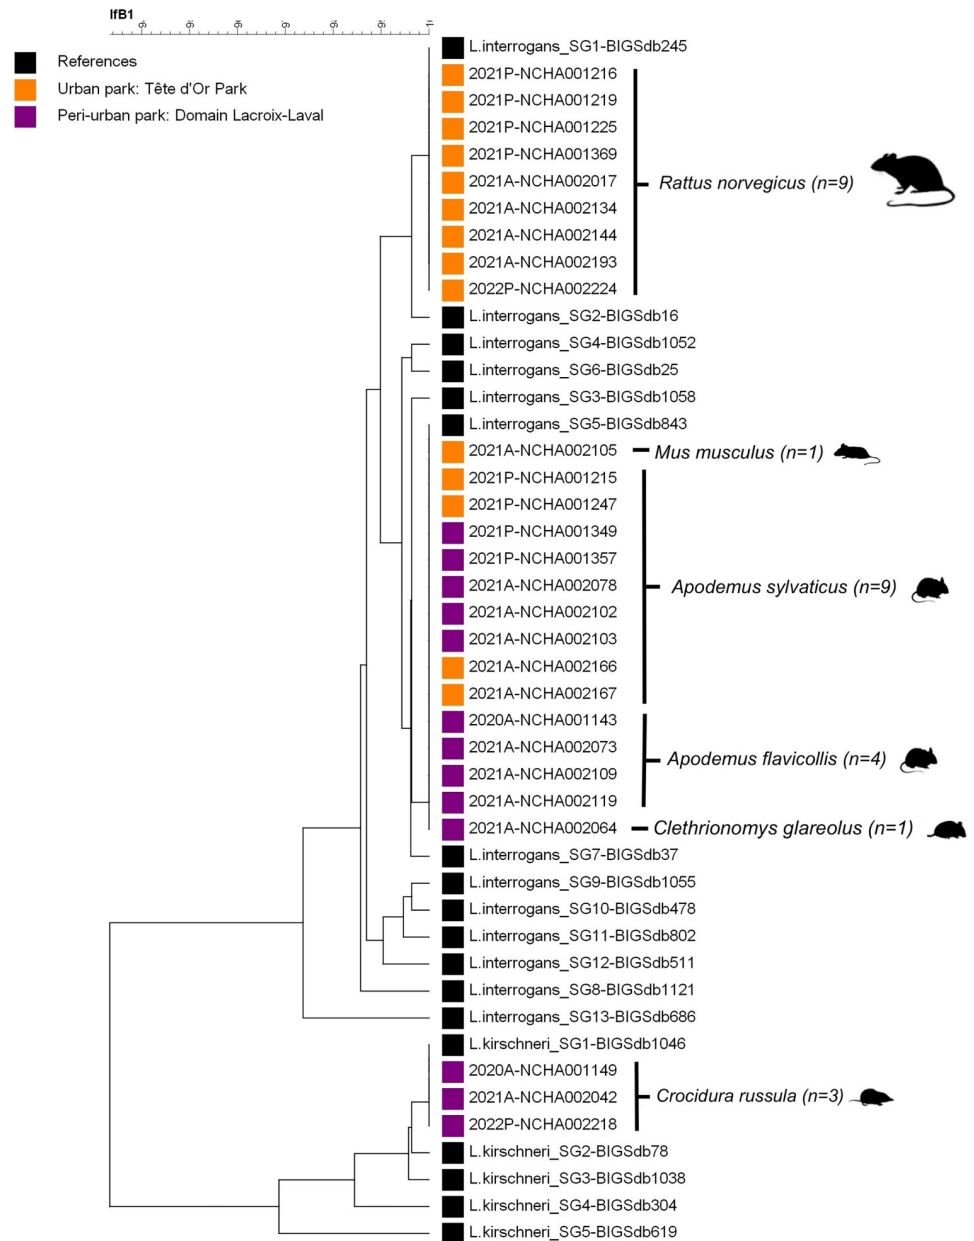 lfB1
References
Urban park: Tête d'Or Park
Peri-urban park: Domain Lacroix-Laval
L.interrogans_SG1-BIGSdb245
2021P-NCHA001216
2021P-NCHA001219
2021P-NCHA001225
2021P-NCHA001369
2021A-NCHA002017
2021A-NCHA002134
2021A-NCHA002144
2021A-NCHA002193
2022P-NCHA002224
Rattus norvegicus (n=9)
L.interrogans_SG2-BIGSdb16
L.interrogans_SG4-BIGSdb1052
L.interrogans_SG6-BIGSdb25
L.interrogans_SG3-BIGSdb1058
L.interrogans_SG5-BIGSdb843
2021A-NCHA002105
Mus musculus (n=1)
2021P-NCHA001215
2021P-NCHA001247
2021P-NCHA001349
2021P-NCHA001357
2021A-NCHA002078
2021A-NCHA002102
2021A-NCHA002103
2021A-NCHA002166
2021A-NCHA002167
Apodemus sylvaticus (n=9)
2020A-NCHA001143
2021A-NCHA002073
2021A-NCHA002109
2021A-NCHA002119
Apodemus flavicollis (n=4)
2021A-NCHA002064
Clethrionomys glareolus (n=1)
L.interrogans_SG7-BIGSdb37
L.interrogans_SG9-BIGSdb1055
L.interrogans_SG10-BIGSdb478
L.interrogans_SG11-BIGSdb802
L.interrogans_SG12-BIGSdb511
L.interrogans_SG8-BIGSdb1121
L.interrogans_SG13-BIGSdb686
L.kirschneri_SG1-BIGSdb1046
2020A-NCHA001149
2021A-NCHA002042
2022P-NCHA002218
Crocidura russula (n=3)
L.kirschneri_SG2-BIGSdb78
L.kirschneri_SG3-BIGSdb1038
L.kirschneri_SG4-BIGSdb304
L.kirschneri_SG5-BIGSdb619